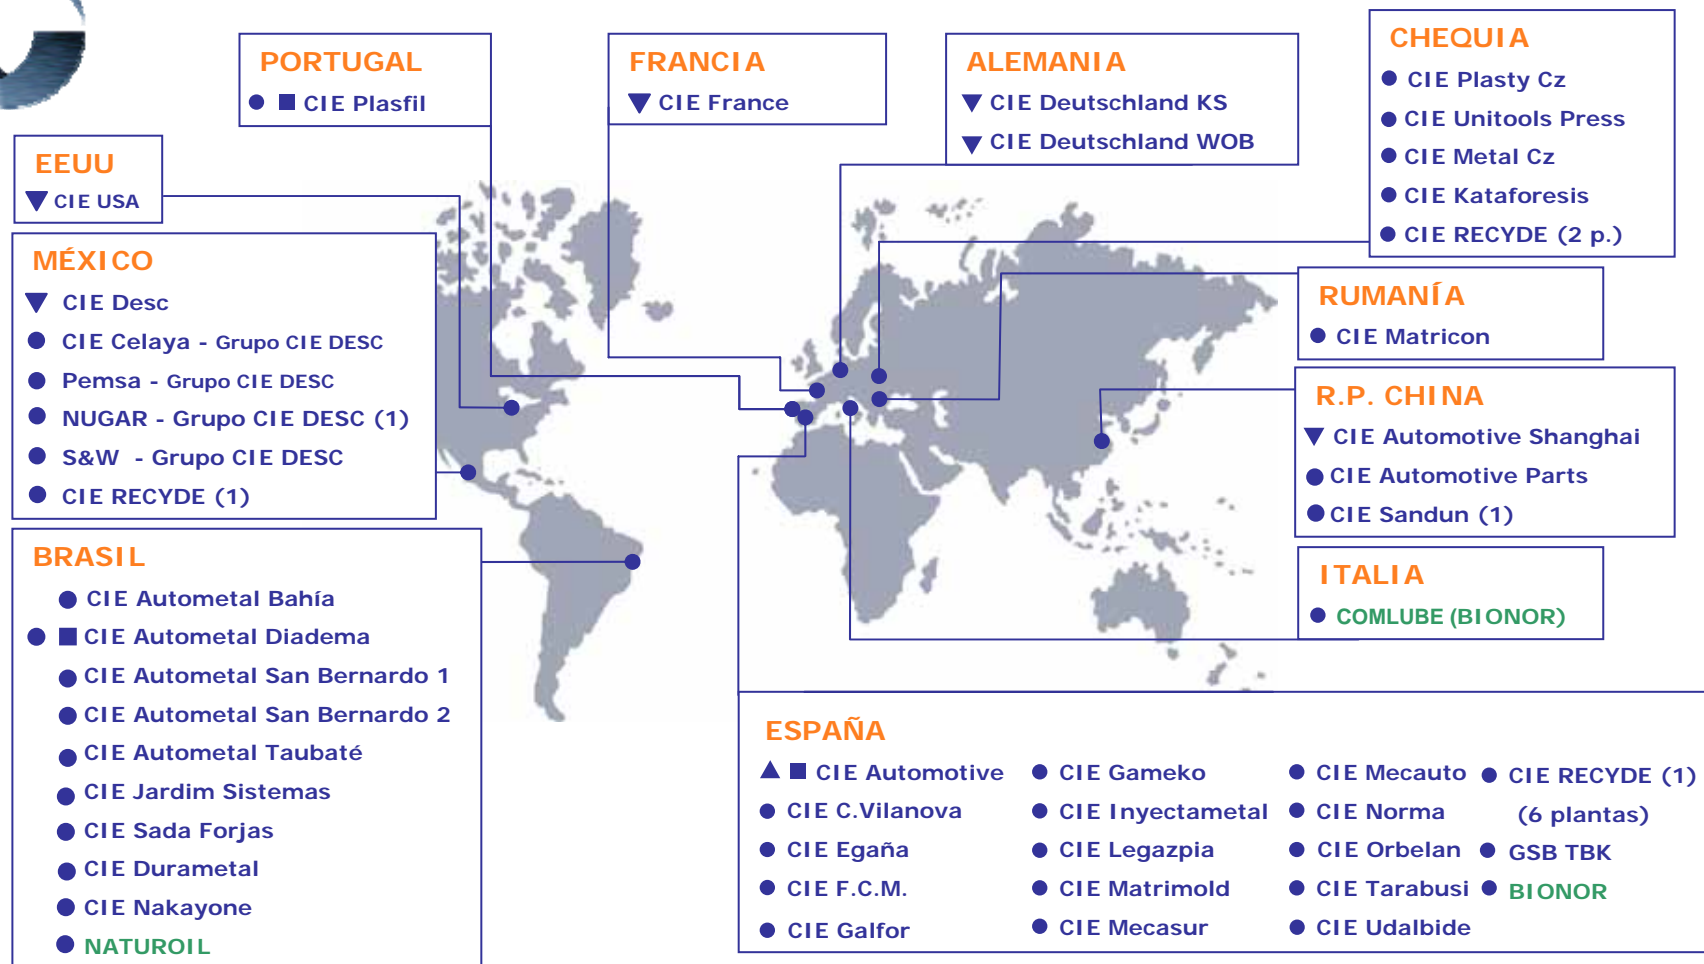 PORTUGAL
CIE Plasfil
FRANCIA
CIE France
ALEMANIA
CIE Deutschland KS
CIE Deutschland WOB
CHEQUIA
CIE Plasty Cz
CIE Unitools Press
CIE Metal Cz
CIE Kataforesis
CIE RECYDE (2 p.)
EEUU
CIE USA
MÉXICO
CIE Desc
CIE Celaya - Grupo CIE DESC
Pemsa - Grupo CIE DESC
NUGAR - Grupo CIE DESC (1)
S&W - Grupo CIE DESC
CIE RECYDE (1)
RUMANÍA
CIE Matricon
R.P. CHINA
CIE Automotive Shanghai
CIE Automotive Parts
CIE Sandun (1)
ITALIA
COMLUBE (BIONOR)
BRASIL
CIE Autometal Bahía
CIE Autometal Diadema
CIE Autometal San Bernardo 1
CIE Autometal San Bernardo 2
CIE Autometal Taubaté
CIE Jardim Sistemas
CIE Sada Forjas
CIE Durametal
CIE Nakayone
NATUROIL
ESPAÑA
CIE Automotive
CIE C.Vilanova
CIE Egaña
CIE F.C.M.
CIE Galfor
CIE Gameko
CIE Inyectametal
CIE Legazpia
CIE Matrimold
CIE Mecasur
CIE Mecauto
CIE Norma
CIE Orbelan
CIE Tarabusi
CIE Udalbide
CIE RECYDE (1)
(6 plantas)
GSB TBK
BIONOR